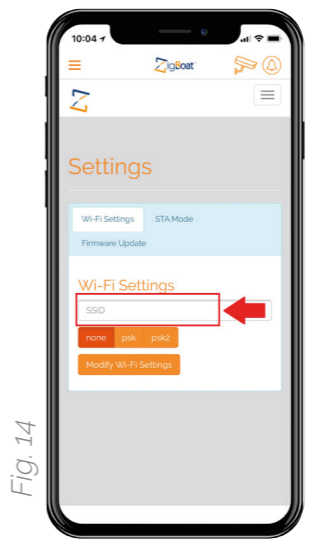 10:04
ZigBoat
Settings
Wi-Fi Settings STA Mode
Firmware Update
Wi-Fi Settings
SSID
none psk psk2
Modify Wi-Fi Settings
Fig. 14